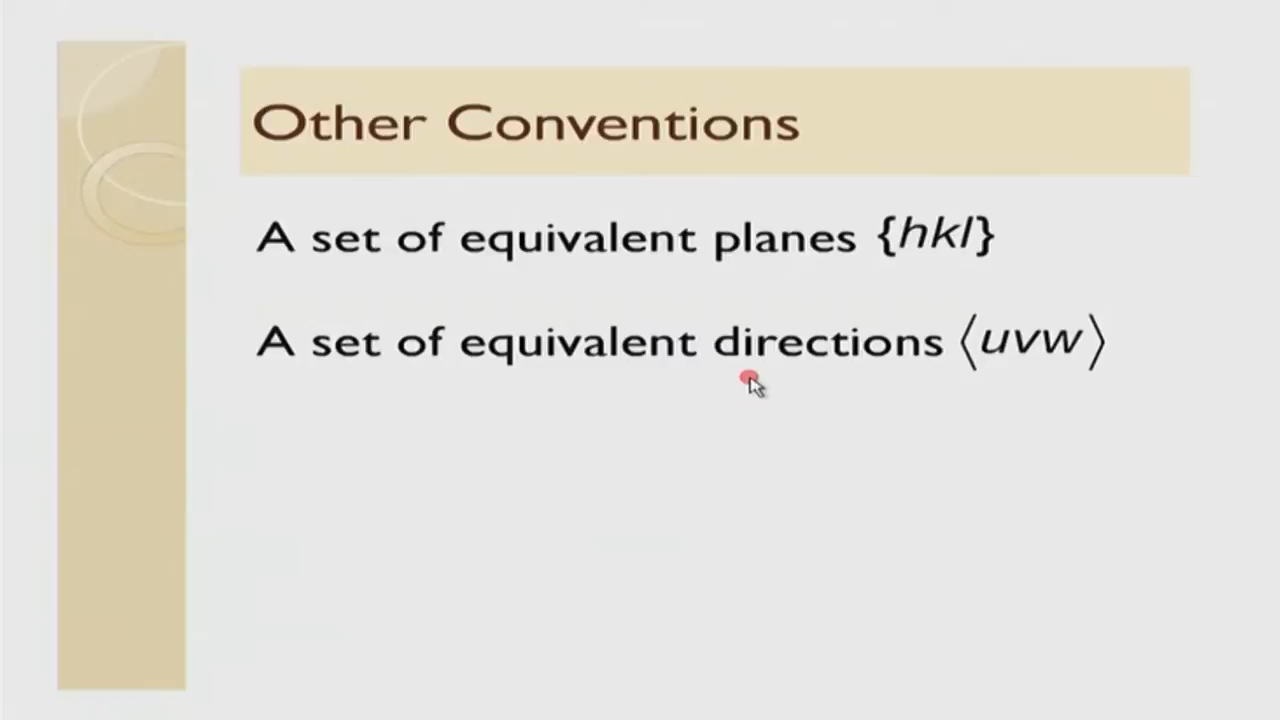 Other Conventions
A set of equivalent planes {hkl}
A set of equivalent directions ⟨uvw⟩